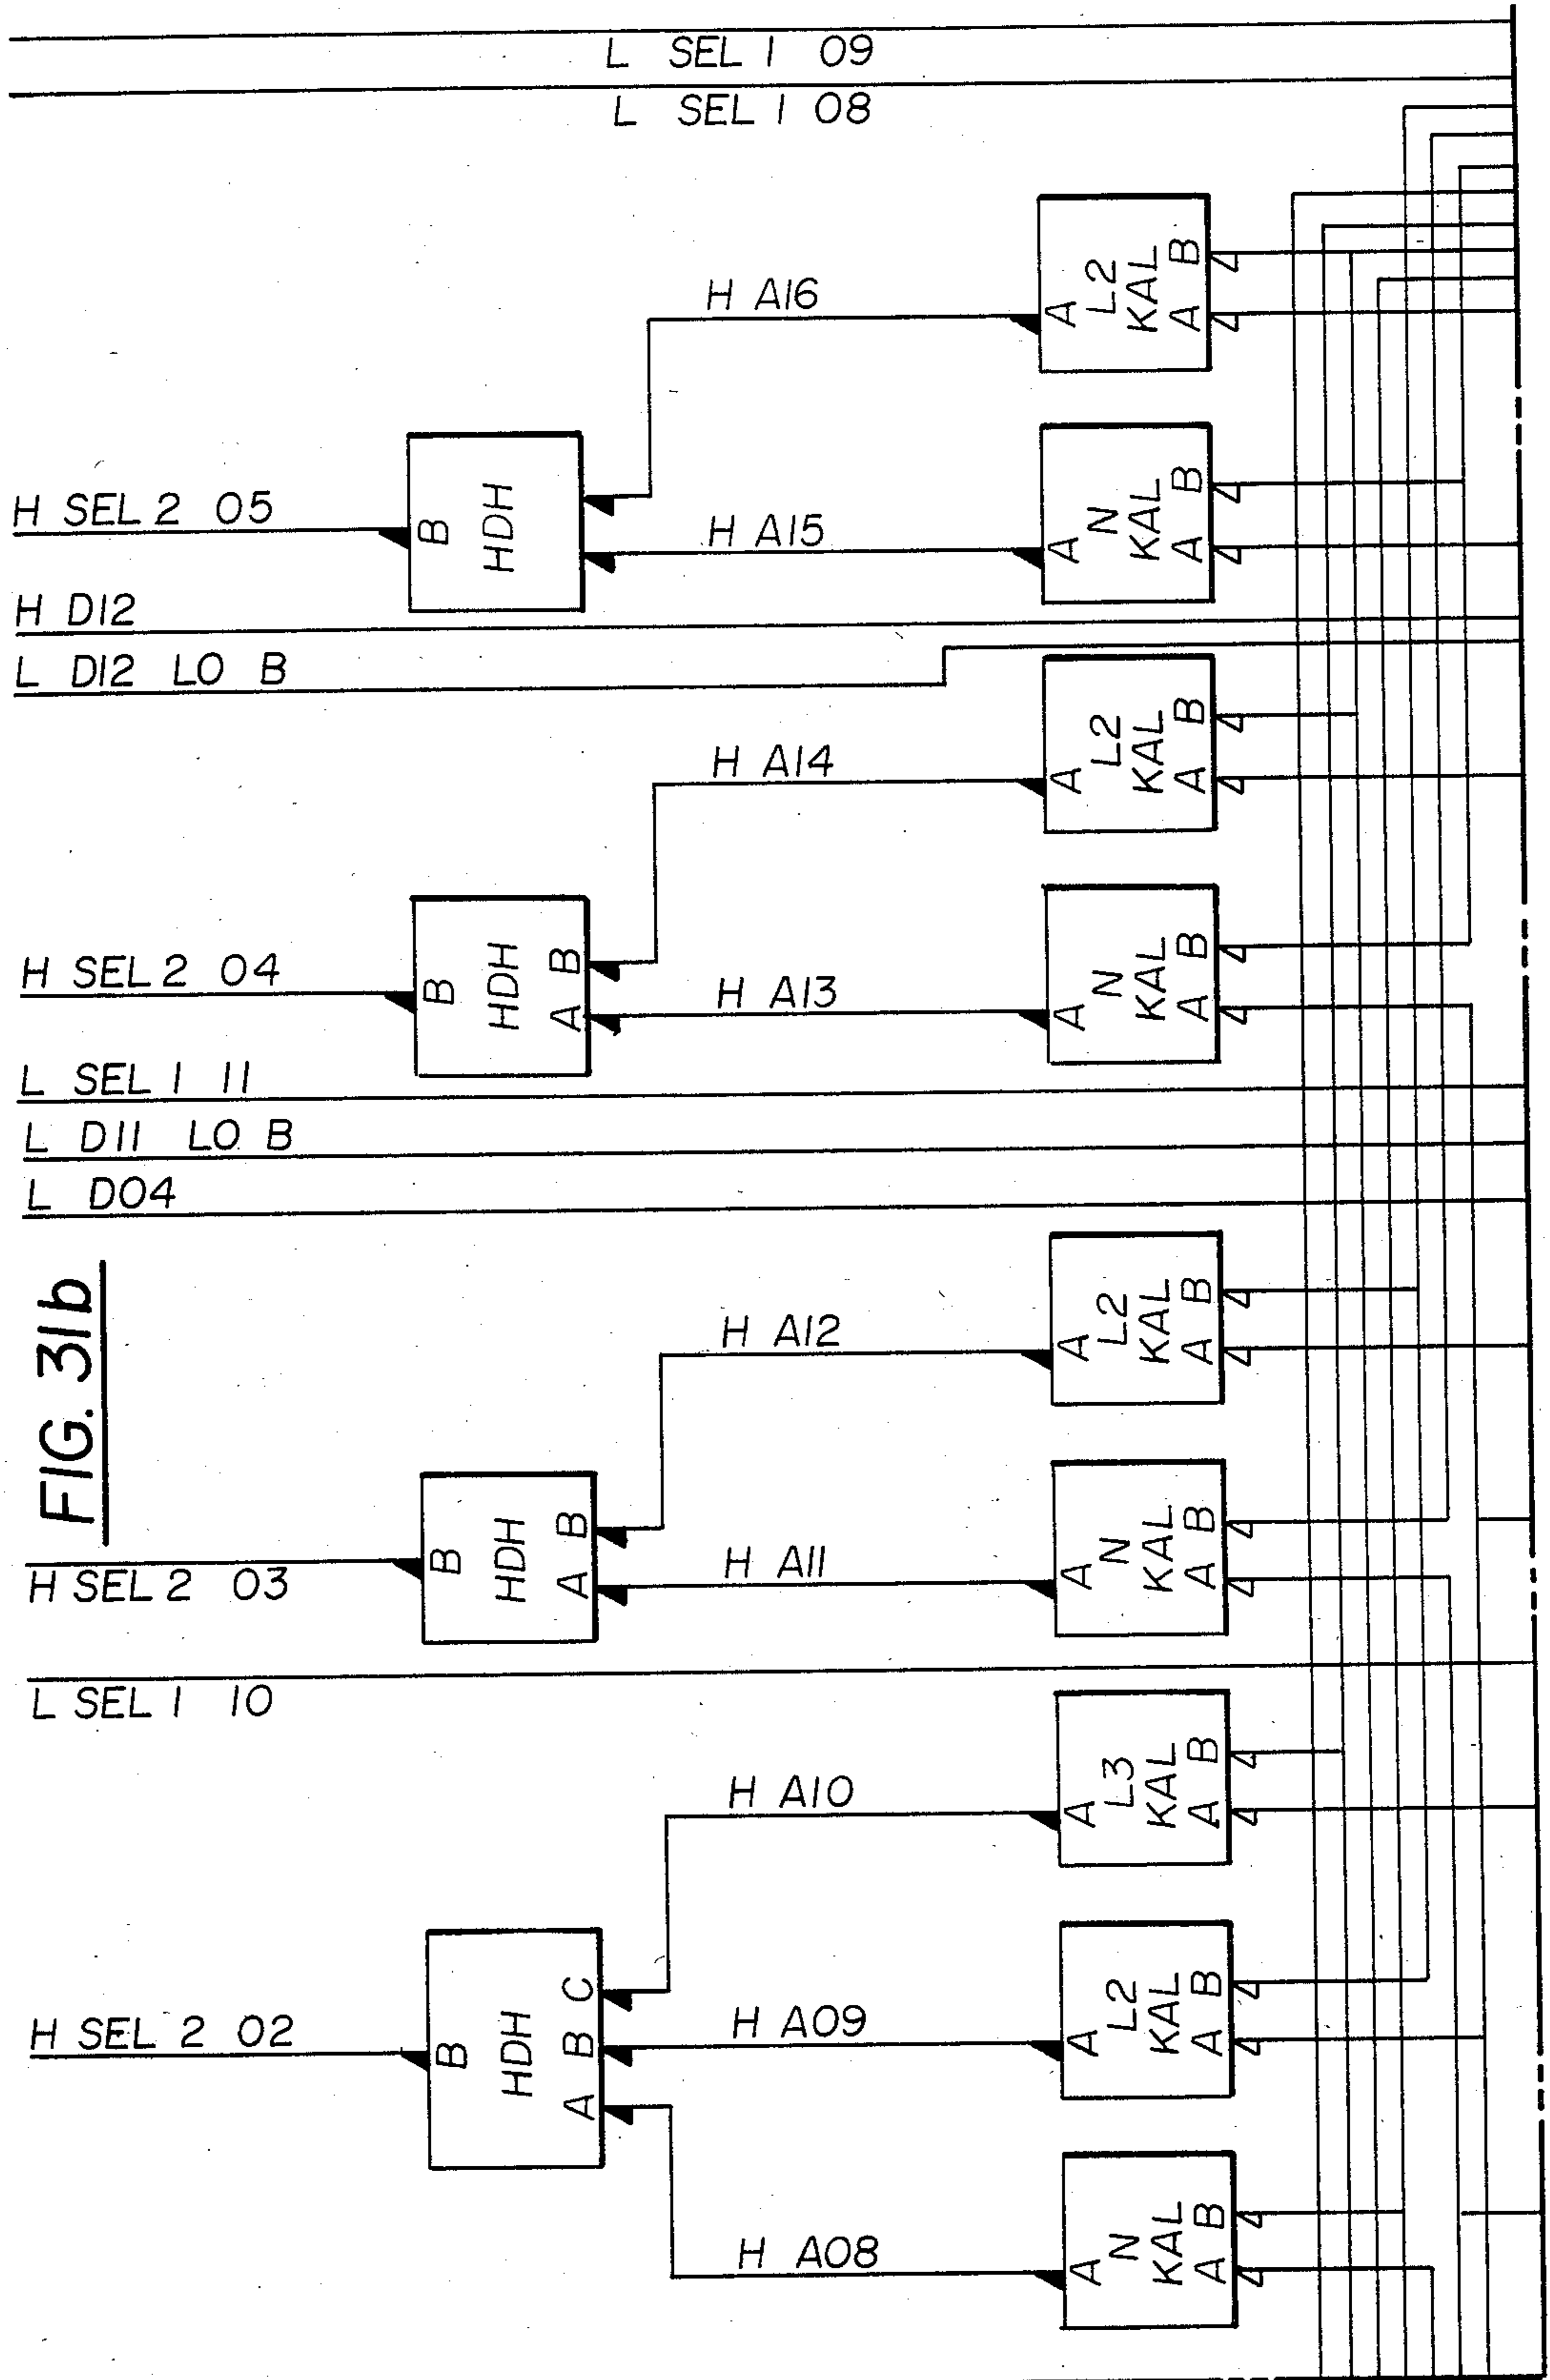 L SEL 1 09
L SEL 1 08
H A16
A L2 KAL A B
H SEL 2 05
B HDH
H A15
A N KAL A B
H D12
L D12 LO B
H A14
A L2 KAL A B
H SEL 2 04
B HDH A B
H A13
A N KAL A B
L SEL 1 11
L D11 LO B
L D04
FIG. 31b
H A12
A L2 KAL A B
H SEL 2 03
B HDH A B
H A11
A N KAL A B
L SEL 1 10
H A10
A L3 KAL A B
H SEL 2 02
B HDH A B C
H A09
A L2 KAL A B
H A08
A N KAL A B